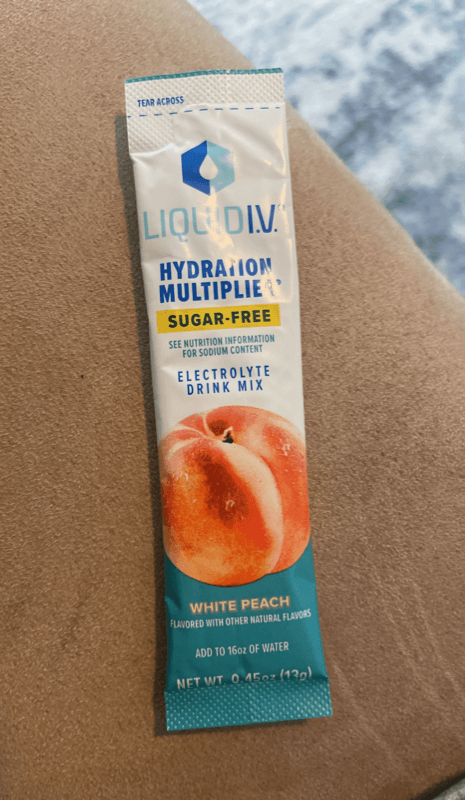 TEAR ACROSS
LIQUID I.V.
HYDRATION
MULTIPLIER
SUGAR-FREE
SEE NUTRITION INFORMATION
FOR SODIUM CONTENT
ELECTROLYTE
DRINK MIX
WHITE PEACH
FLAVORED WITH OTHER NATURAL FLAVORS
ADD TO 16oz OF WATER
NET WT. 0.45oz (13g)